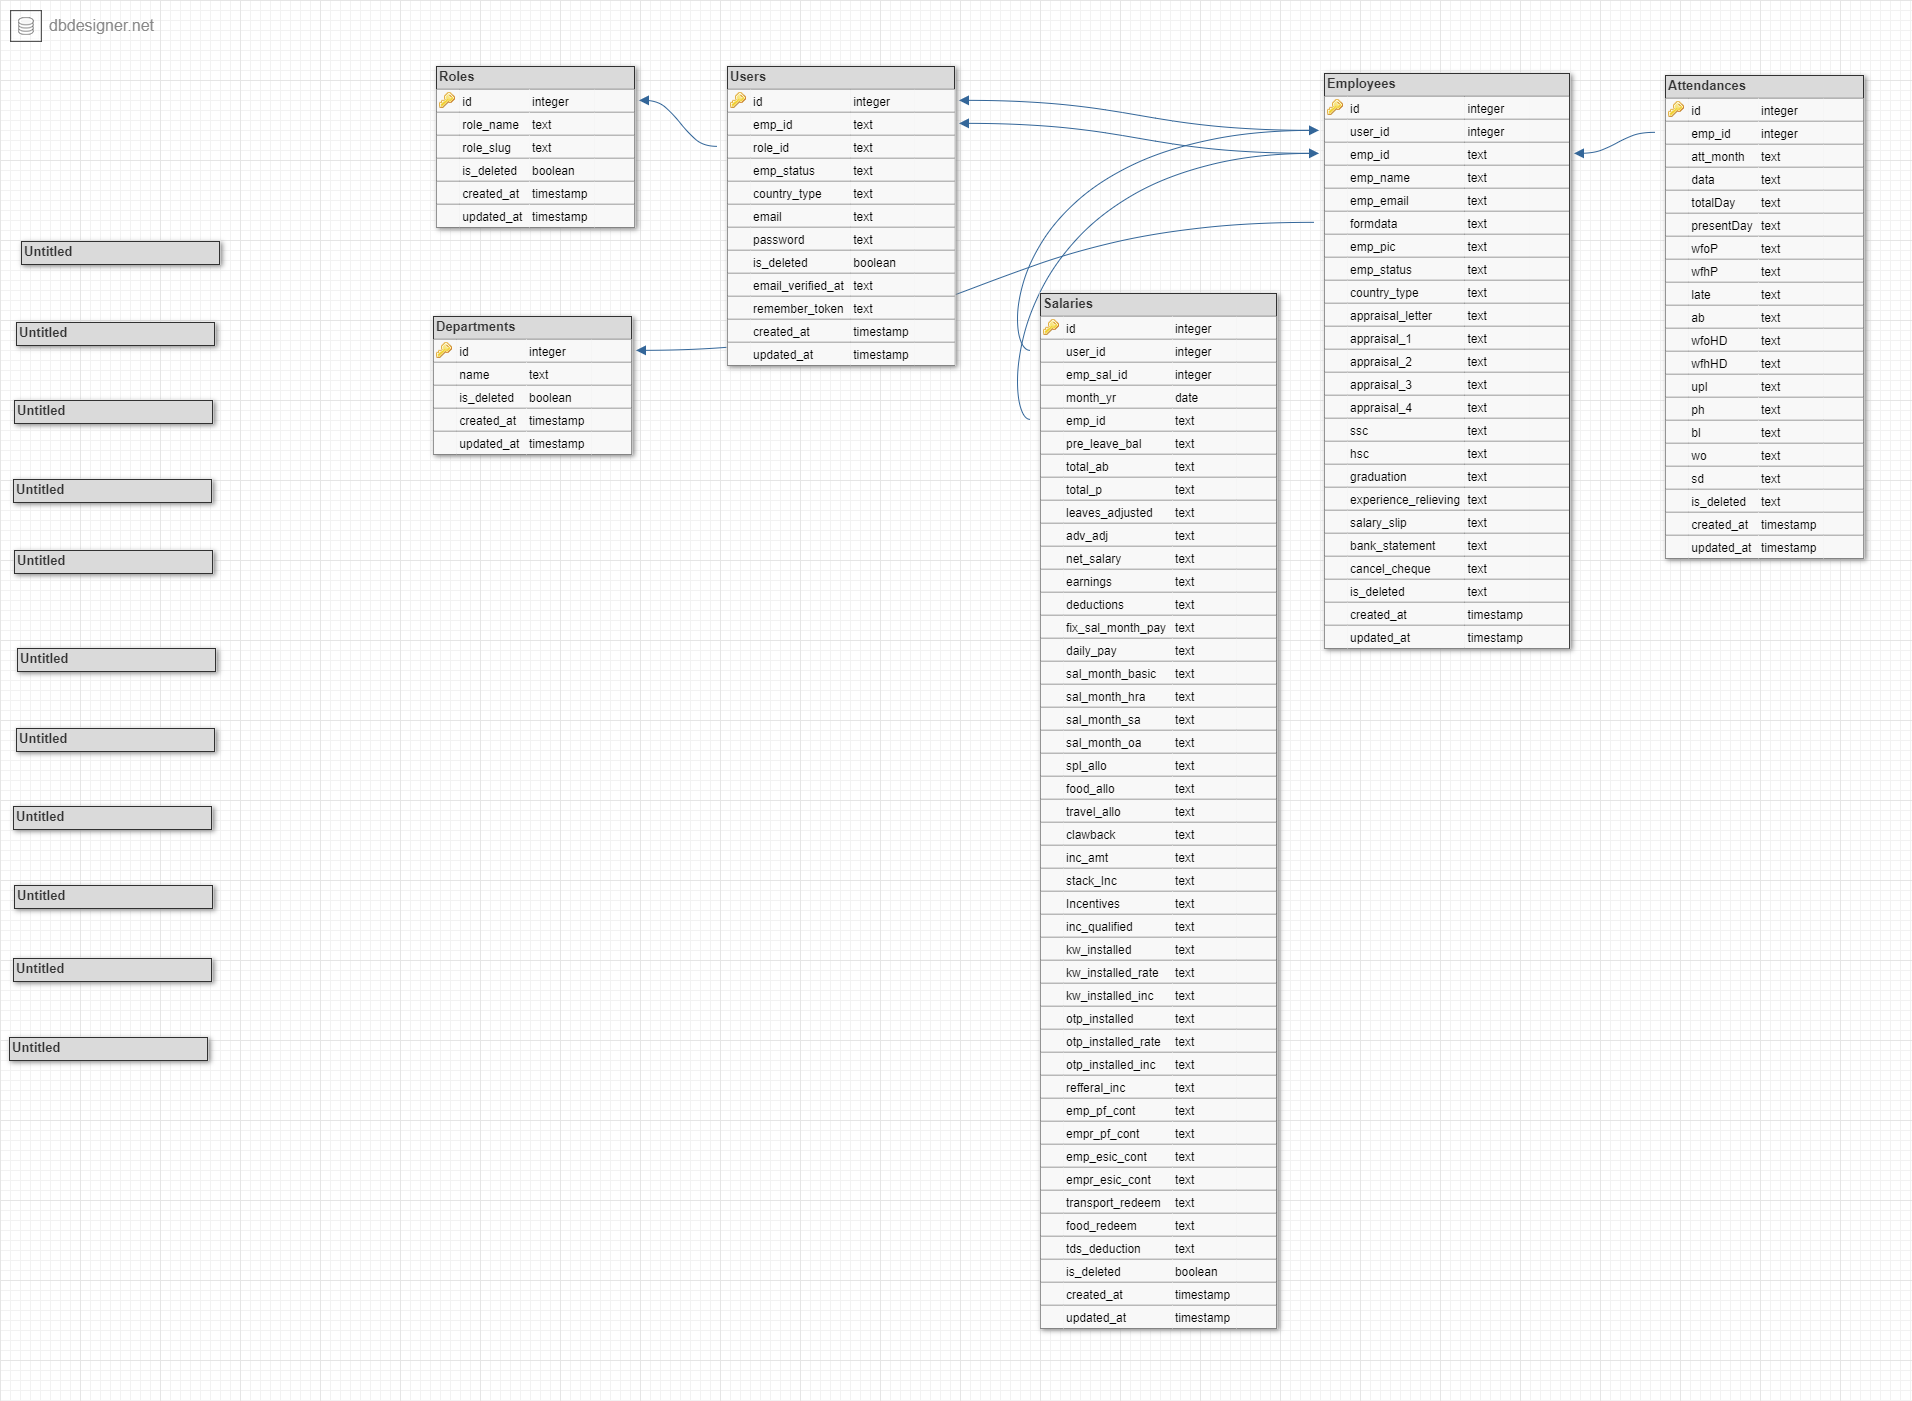 dbdesigner.net
Roles
id integer
role_name text
role_slug text
is_deleted boolean
created_at timestamp
updated_at timestamp
Users
id integer
emp_id text
role_id text
emp_status text
country_type text
email text
password text
is_deleted boolean
email_verified_at text
remember_token text
created_at timestamp
updated_at timestamp
Employees
id integer
user_id integer
emp_id text
emp_name text
emp_email text
formdata text
emp_pic text
emp_status text
country_type text
appraisal_letter text
appraisal_1 text
appraisal_2 text
appraisal_3 text
appraisal_4 text
ssc text
hsc text
graduation text
experience_relieving text
salary_slip text
bank_statement text
cancel_cheque text
is_deleted text
created_at timestamp
updated_at timestamp
Attendances
id integer
emp_id integer
att_month text
data text
totalDay text
presentDay text
wfoP text
wfhP text
late text
ab text
wfoHD text
wfhHD text
upl text
ph text
bl text
wo text
sd text
is_deleted text
created_at timestamp
updated_at timestamp
Departments
id integer
name text
is_deleted boolean
created_at timestamp
updated_at timestamp
Salaries
id integer
user_id integer
emp_sal_id integer
month_yr date
emp_id text
pre_leave_bal text
total_ab text
total_p text
leaves_adjusted text
adv_adj text
net_salary text
earnings text
deductions text
fix_sal_month_pay text
daily_pay text
sal_month_basic text
sal_month_hra text
sal_month_sa text
sal_month_oa text
spl_allo text
food_allo text
travel_allo text
clawback text
inc_amt text
stack_Inc text
Incentives text
inc_qualified text
kw_installed text
kw_installed_rate text
kw_installed_inc text
otp_installed text
otp_installed_rate text
otp_installed_inc text
refferal_inc text
emp_pf_cont text
empr_pf_cont text
emp_esic_cont text
empr_esic_cont text
transport_redeem text
food_redeem text
tds_deduction text
is_deleted boolean
created_at timestamp
updated_at timestamp
Untitled
Untitled
Untitled
Untitled
Untitled
Untitled
Untitled
Untitled
Untitled
Untitled
Untitled